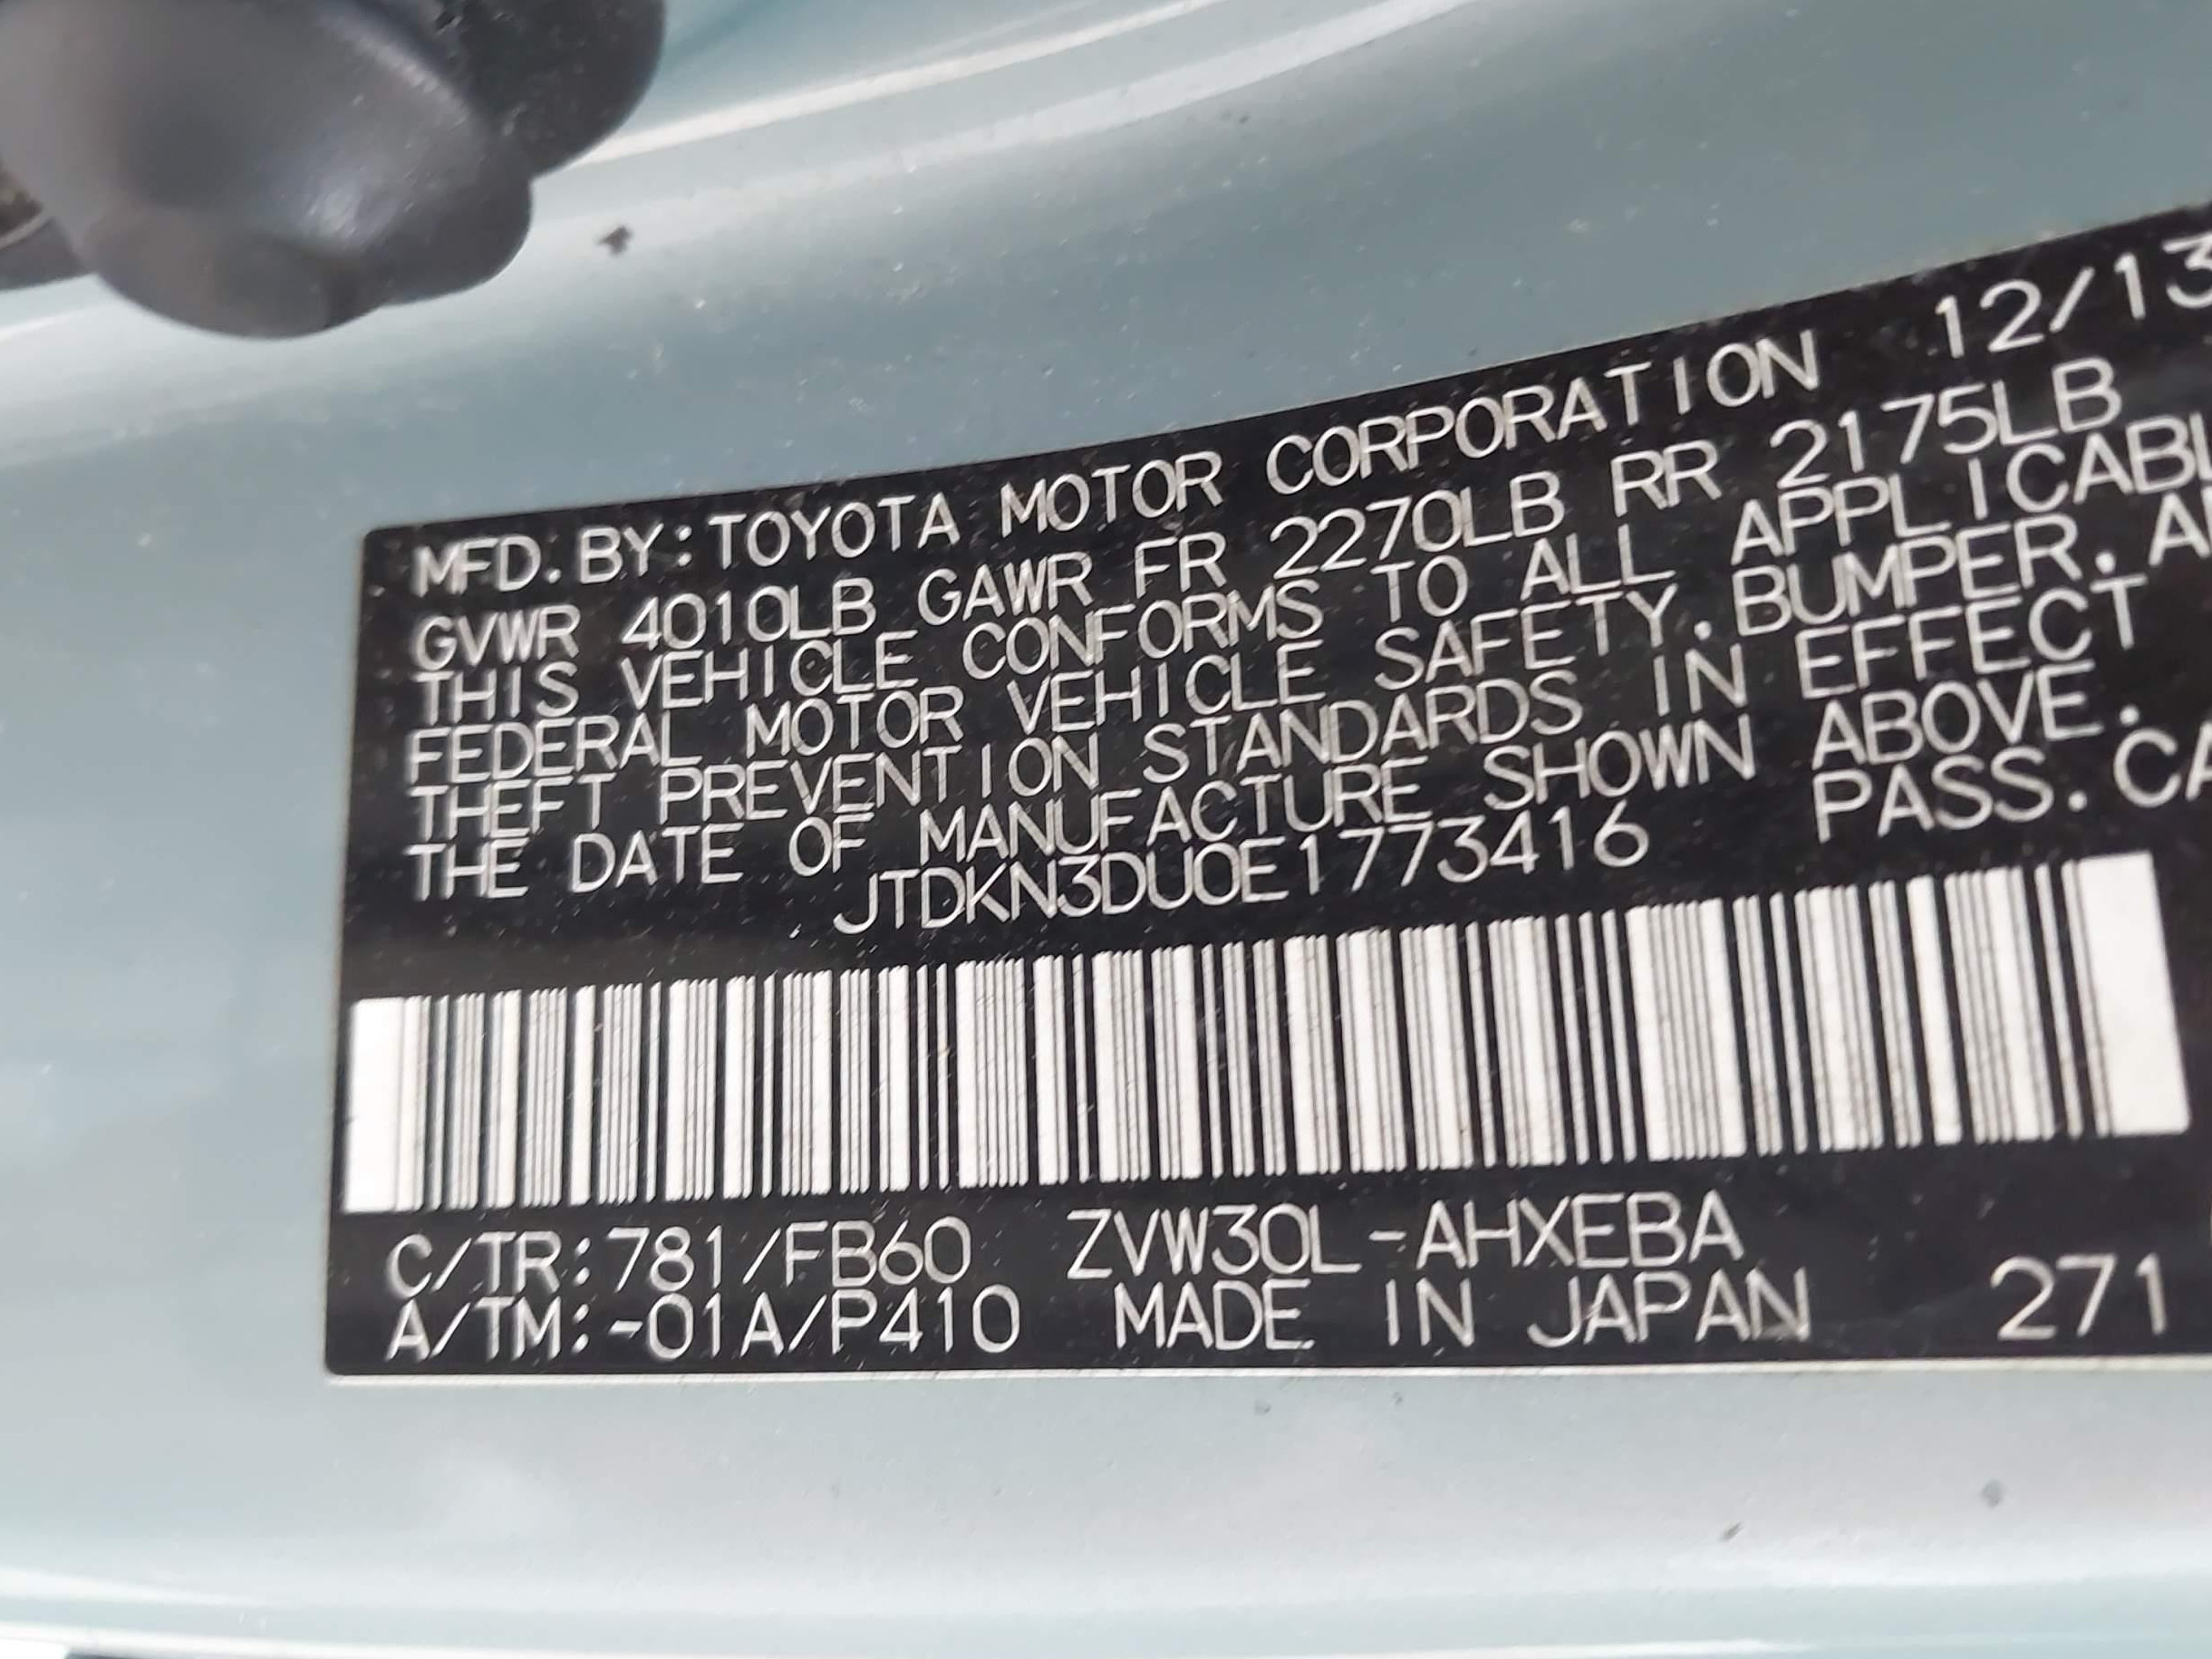 MFD. BY: TOYOTA MOTOR CORPORATION 12/13
GVWR 4010LB GAWR FR 2270LB RR 2175LB
THIS VEHICLE CONFORMS TO ALL APPLICABL
FEDERAL MOTOR VEHICLE SAFETY, BUMPER, A
THEFT PREVENTION STANDARDS IN EFFECT
THE DATE OF MANUFACTURE SHOWN ABOVE.
JTDKN3DU0E1773416 PASS. CA
C/TR: 781/FB60 ZVW30L-AHXEBA
A/TM: -01A/P410 MADE IN JAPAN 271